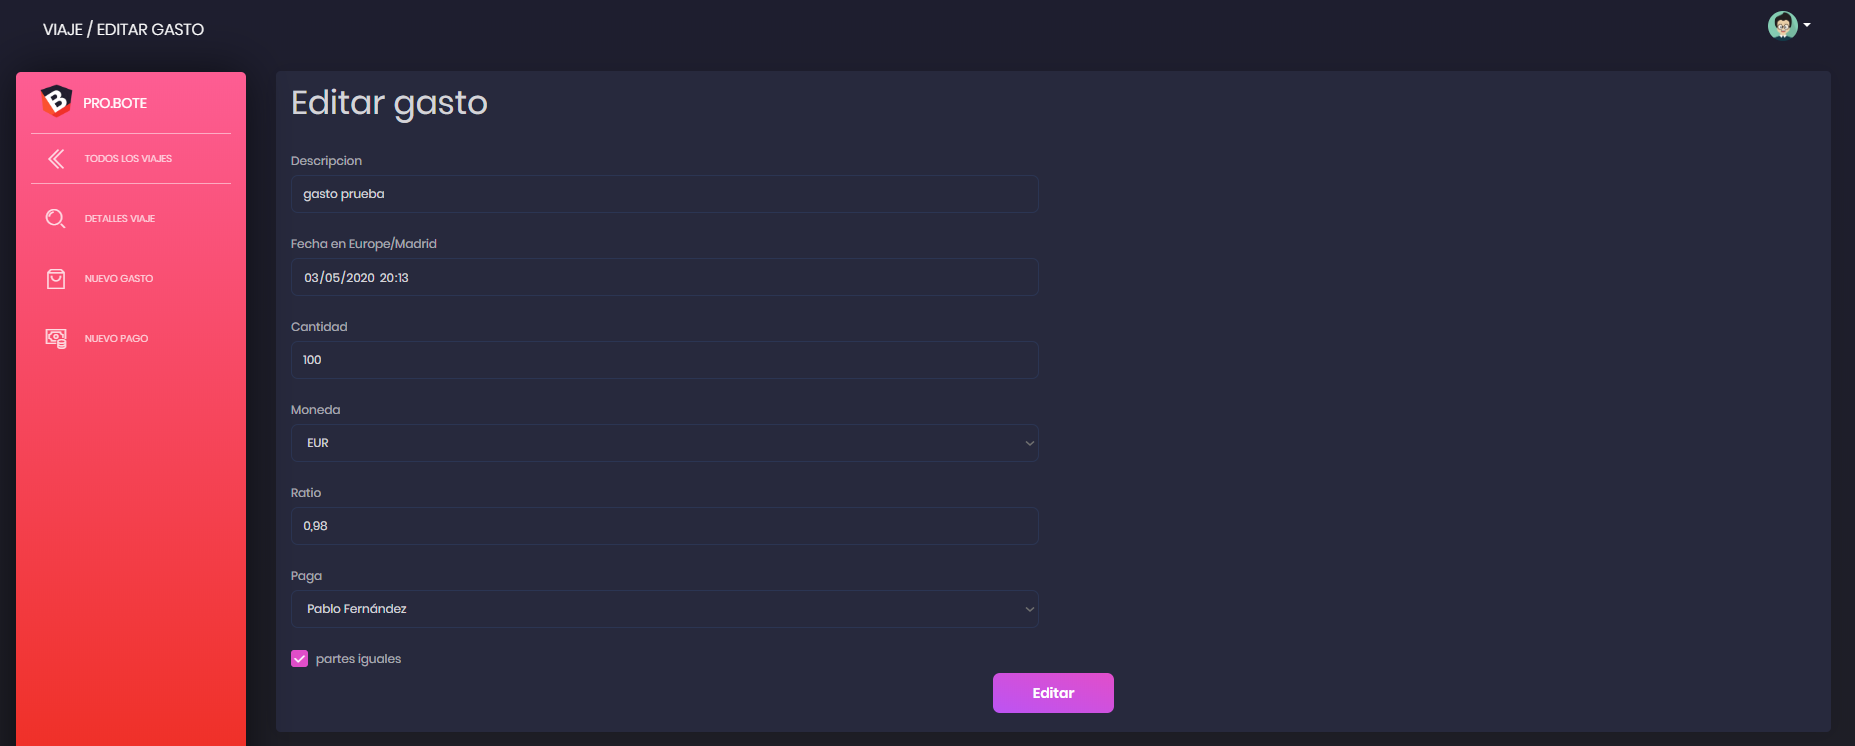 VIAJE / EDITAR GASTO
B PRO.BOTE
TODOS LOS VIAJES
DETALLES VIAJE
NUEVO GASTO
NUEVO PAGO
Editar gasto
Descripcion
gasto prueba
Fecha en Europe/Madrid
03/05/2020 20:13
Cantidad
100
Moneda
EUR
Ratio
0,98
Paga
Pablo Fernández
partes iguales
Editar